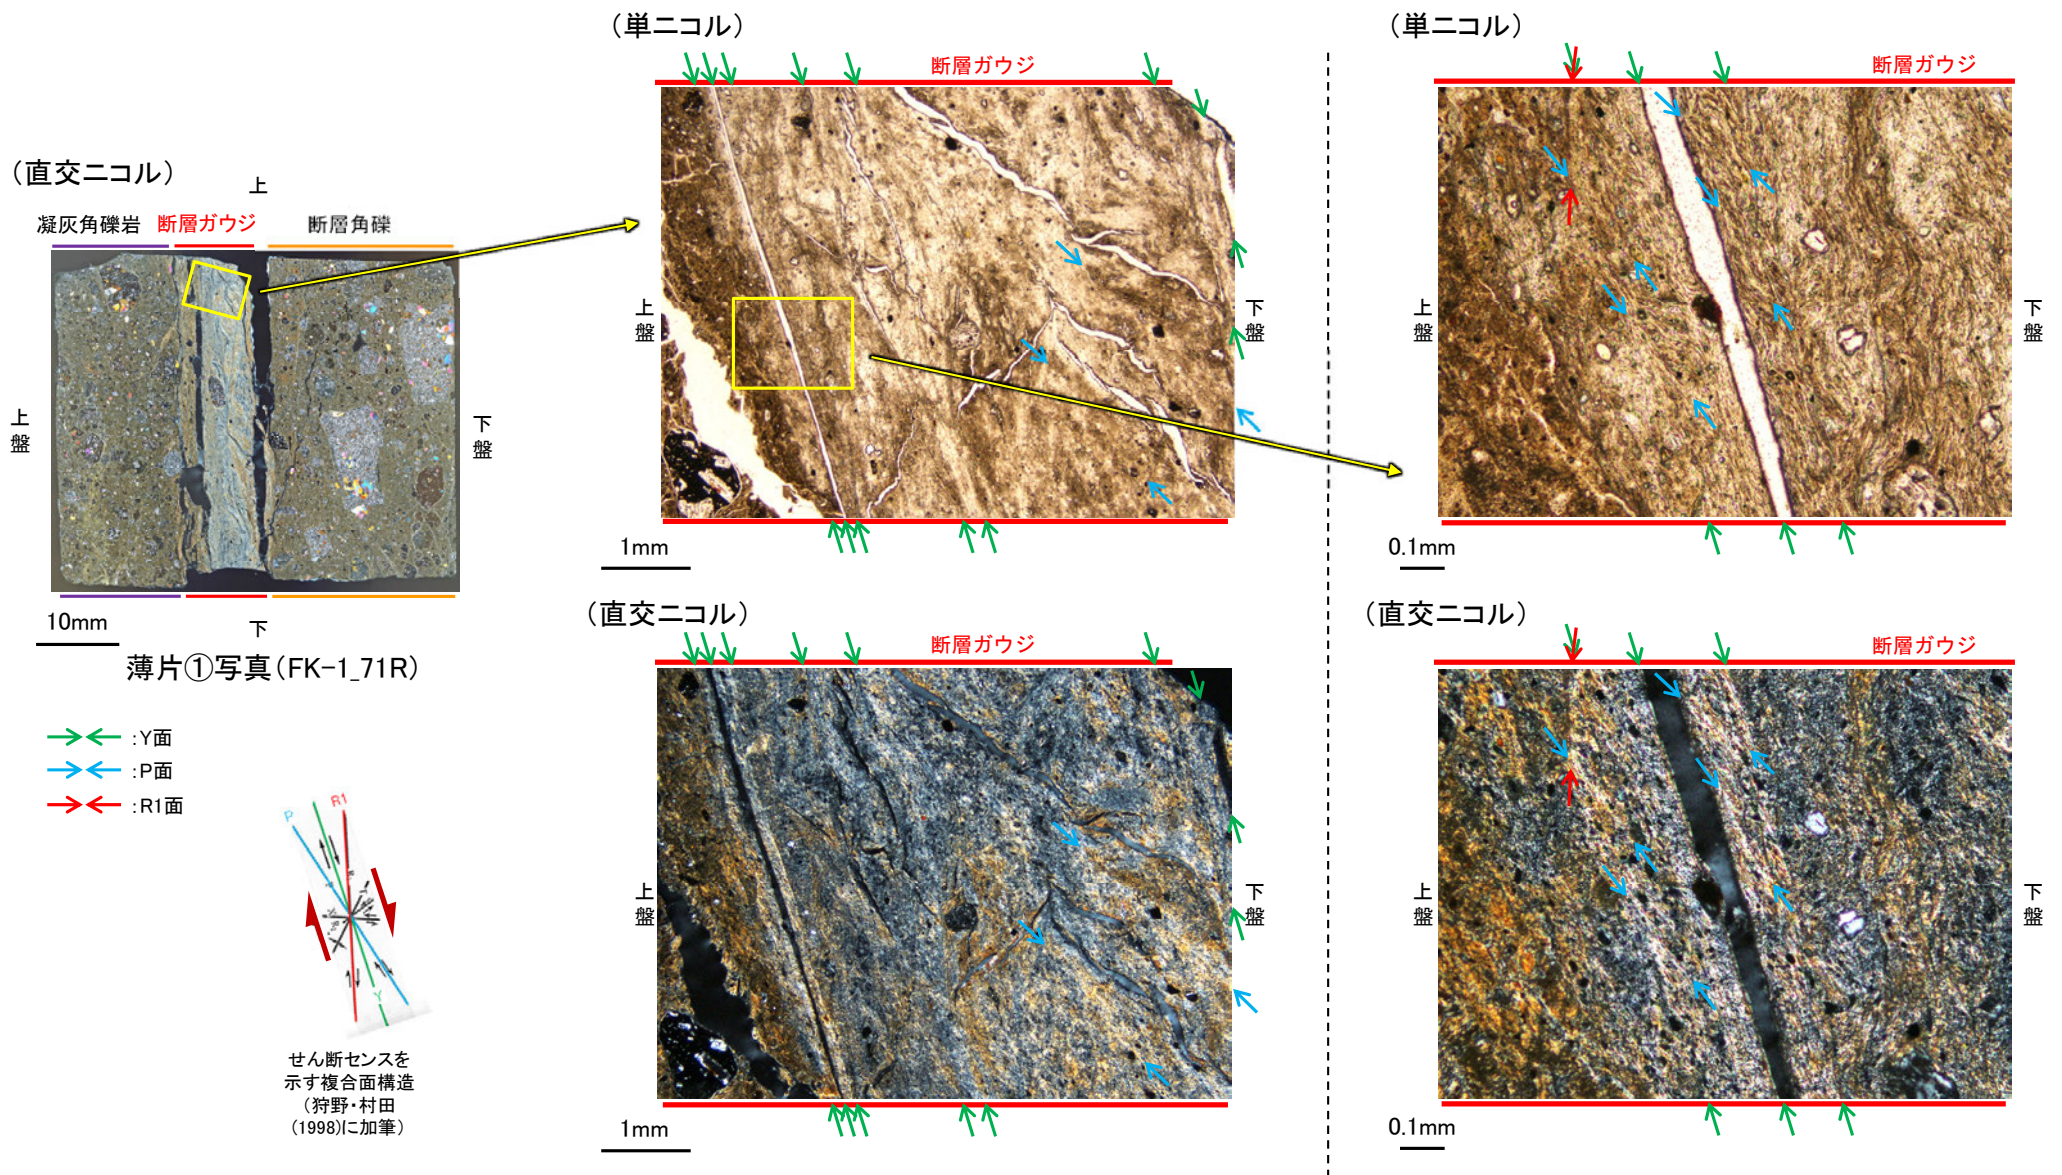 (直交ニコル)
上
凝灰角礫岩 断層ガウジ 断層角礫
上盤
下盤
10mm
下
薄片①写真(FK-1_71R)
:Y面
:P面
:R1面
P
R1
Y
せん断センスを
示す複合面構造
(狩野・村田
(1998)に加筆)
(単ニコル)
断層ガウジ
上盤
下盤
1mm
(直交ニコル)
断層ガウジ
上盤
下盤
1mm
(単ニコル)
断層ガウジ
下盤
0.1mm
(直交ニコル)
断層ガウジ
下盤
0.1mm